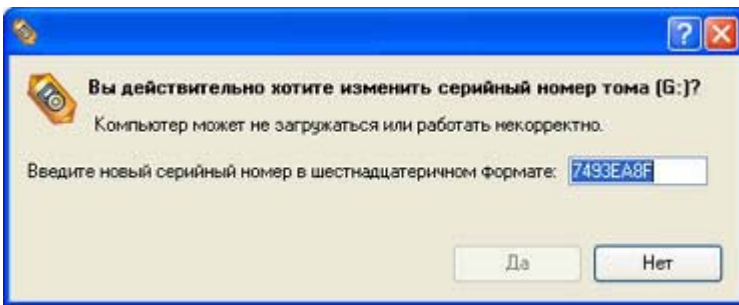 Вы действительно хотите изменить серийный номер тома (G:)?
Компьютер может не загружаться или работать некорректно.
Введите новый серийный номер в шестнадцатеричном формате: 7493EA8F
Да Нет